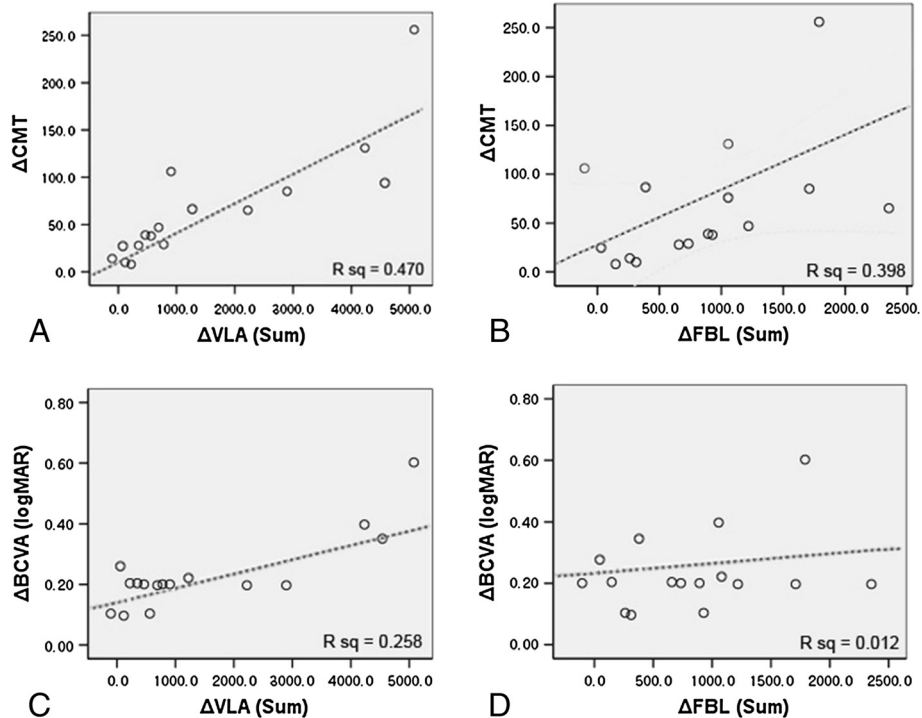 250.0
200.0
150.0
100.0
50.0
0.0
ΔCMT
R sq = 0.470
0.0 1000.0 2000.0 3000.0 4000.0 5000.0
A ΔVLA (Sum)
250.0
200.0
150.0
100.0
50.0
0.0
ΔCMT
R sq = 0.398
0.0 500.0 1000.0 1500.0 2000.0 2500.
B ΔFBL (Sum)
0.80
0.60
0.40
0.20
0.00
ΔBCVA (logMAR)
R sq = 0.258
0.0 1000.0 2000.0 3000.0 4000.0 5000.0
C ΔVLA (Sum)
0.80
0.60
0.40
0.20
0.00
ΔBCVA (logMAR)
R sq = 0.012
0.0 500.0 1000.0 1500.0 2000.0 2500.0
D ΔFBL (Sum)